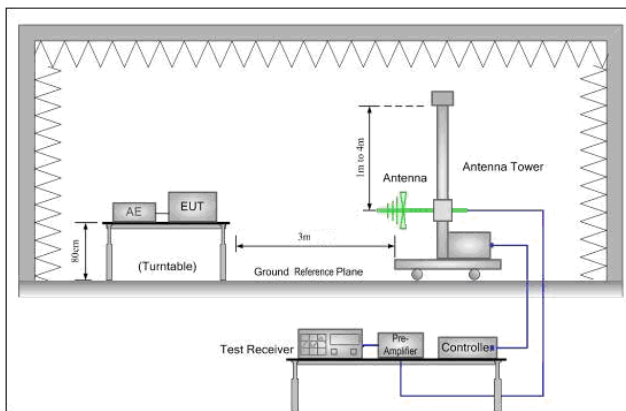 1m to 4m
Antenna
Antenna Tower
AE
EUT
3m
80cm
(Turntable)
Ground Reference Plane
Test Receiver
Pre-
Amplifier
Controller